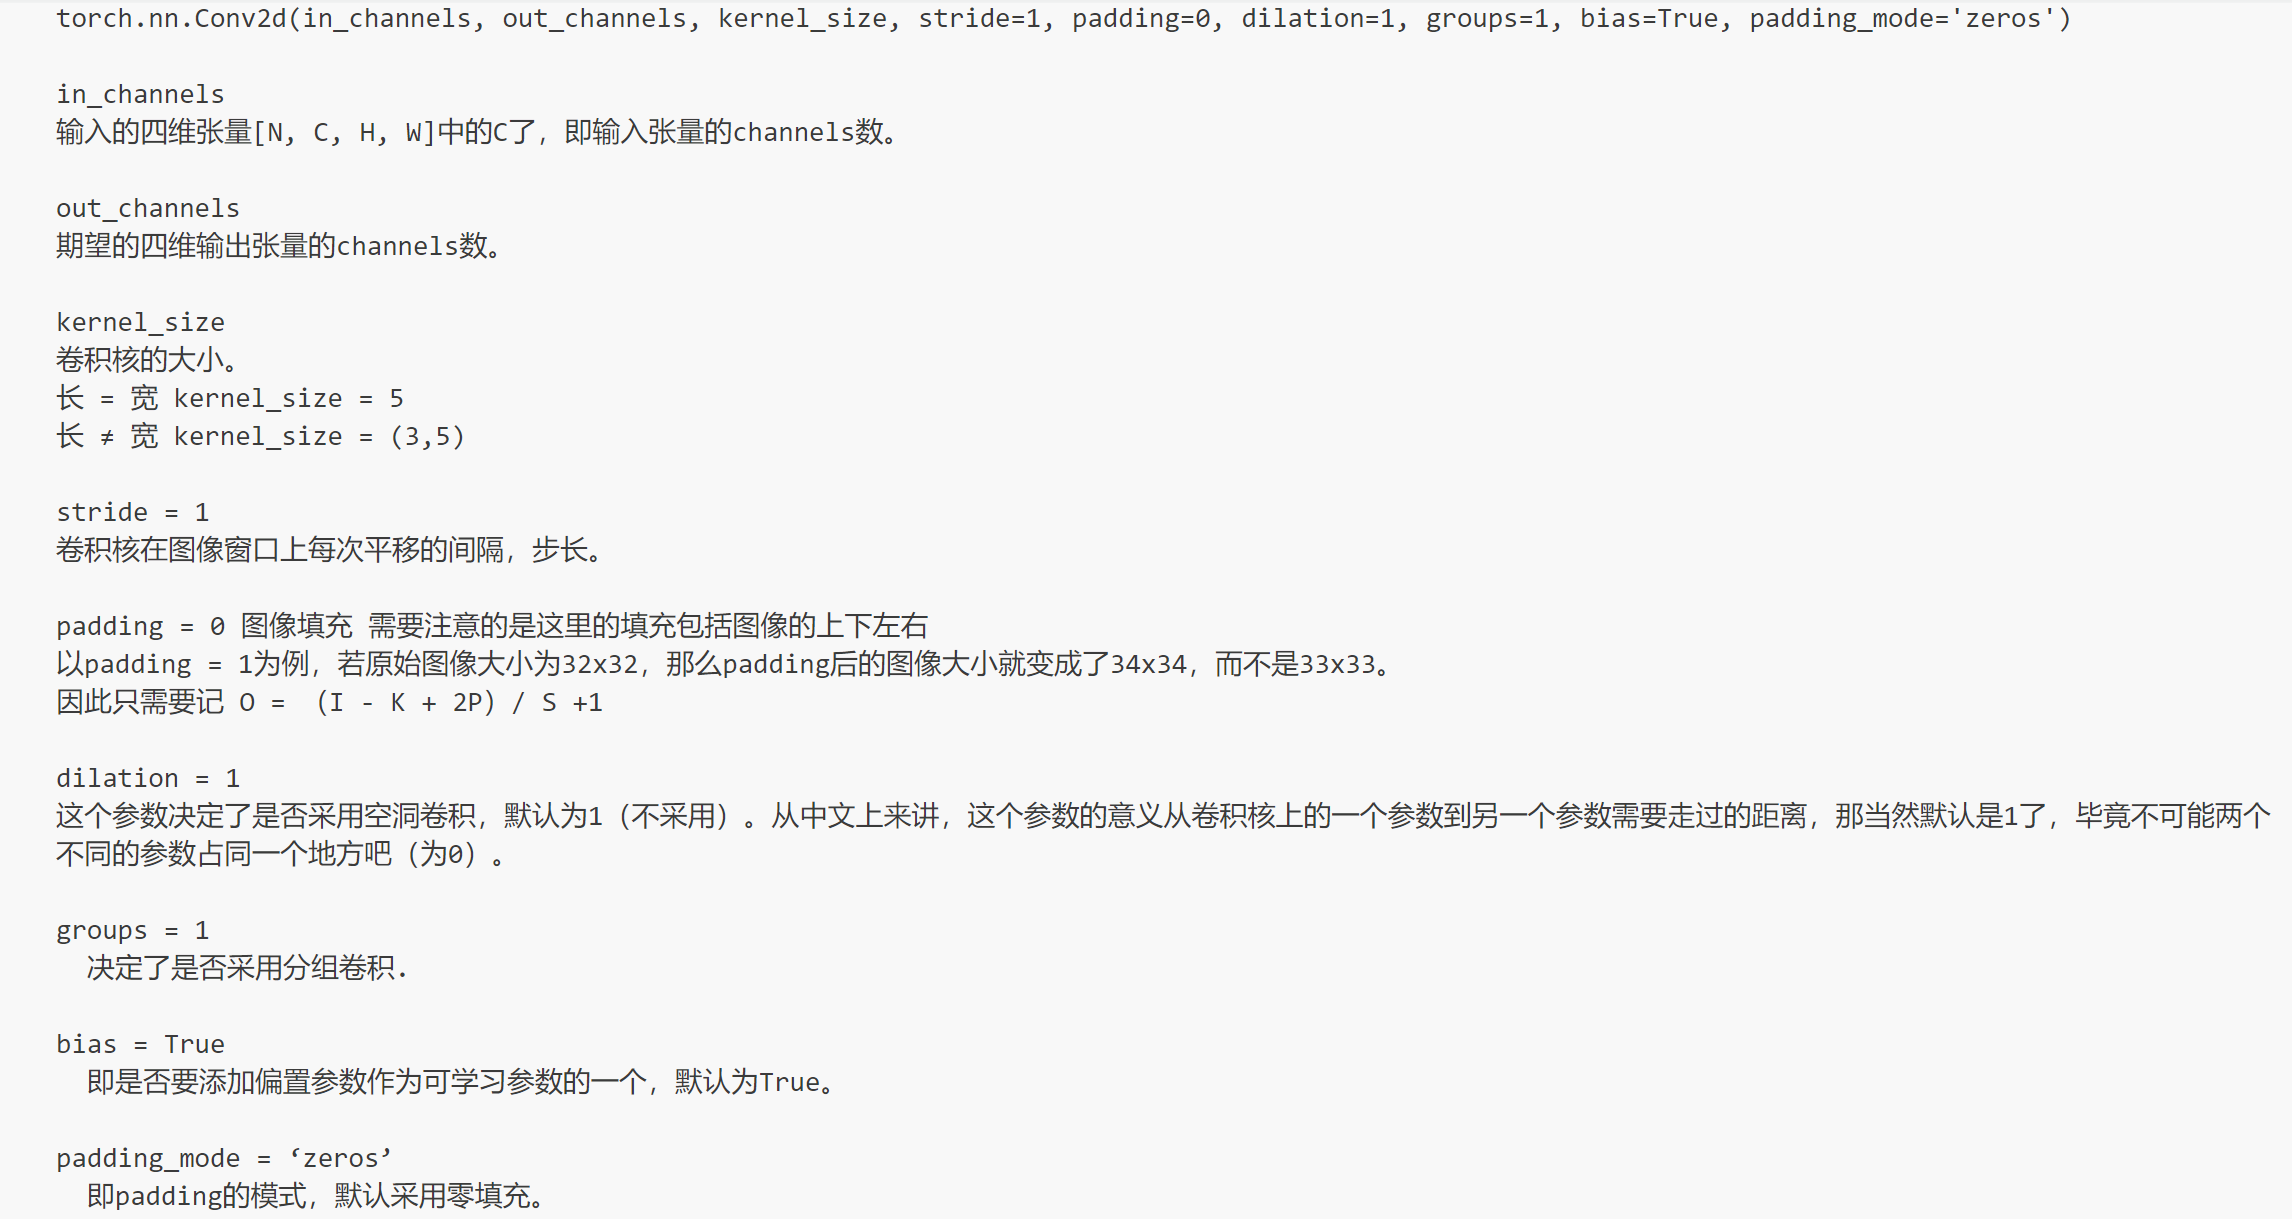 torch.nn.Conv2d(in_channels, out_channels, kernel_size, stride=1, padding=0, dilation=1, groups=1, bias=True, padding_mode='zeros')
in_channels
输入的四维张量[N, C, H, W]中的C了，即输入张量的channels数。
out_channels
期望的四维输出张量的channels数。
kernel_size
卷积核的大小。
长 = 宽 kernel_size = 5
长 ≠ 宽 kernel_size = (3,5)
stride = 1
卷积核在图像窗口上每次平移的间隔，步长。
padding = 0 图像填充 需要注意的是这里的填充包括图像的上下左右
以padding = 1为例，若原始图像大小为32x32，那么padding后的图像大小就变成了34x34，而不是33x33。
因此只需要记 O = （I - K + 2P）/ S +1
dilation = 1
这个参数决定了是否采用空洞卷积，默认为1（不采用）。从中文上来讲，这个参数的意义从卷积核上的一个参数到另一个参数需要走过的距离，那当然默认是1了，毕竟不可能两个
不同的参数占同一个地方吧（为0）。
groups = 1
决定了是否采用分组卷积.
bias = True
即是否要添加偏置参数作为可学习参数的一个，默认为True。
padding_mode = ‘zeros’
即padding的模式，默认采用零填充。